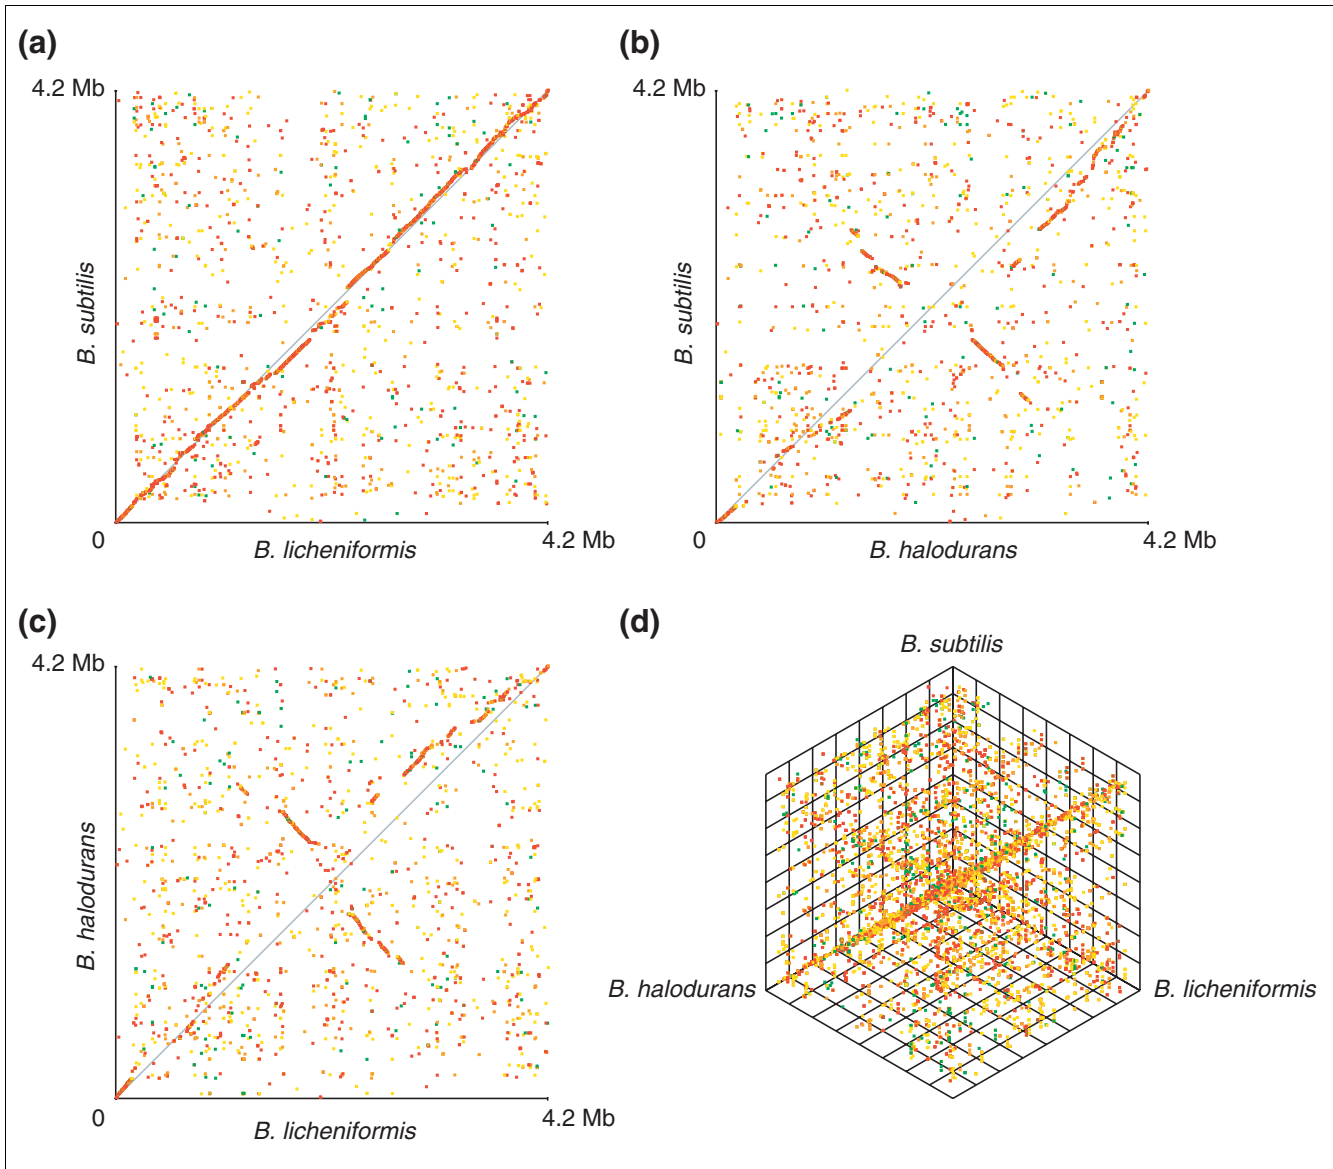 (a)
4.2 Mb
B. subtilis
0
B. licheniformis
4.2 Mb
(b)
4.2 Mb
B. subtilis
0
B. halodurans
4.2 Mb
(c)
4.2 Mb
B. halodurans
0
B. licheniformis
4.2 Mb
(d)
B. subtilis
B. halodurans
B. licheniformis